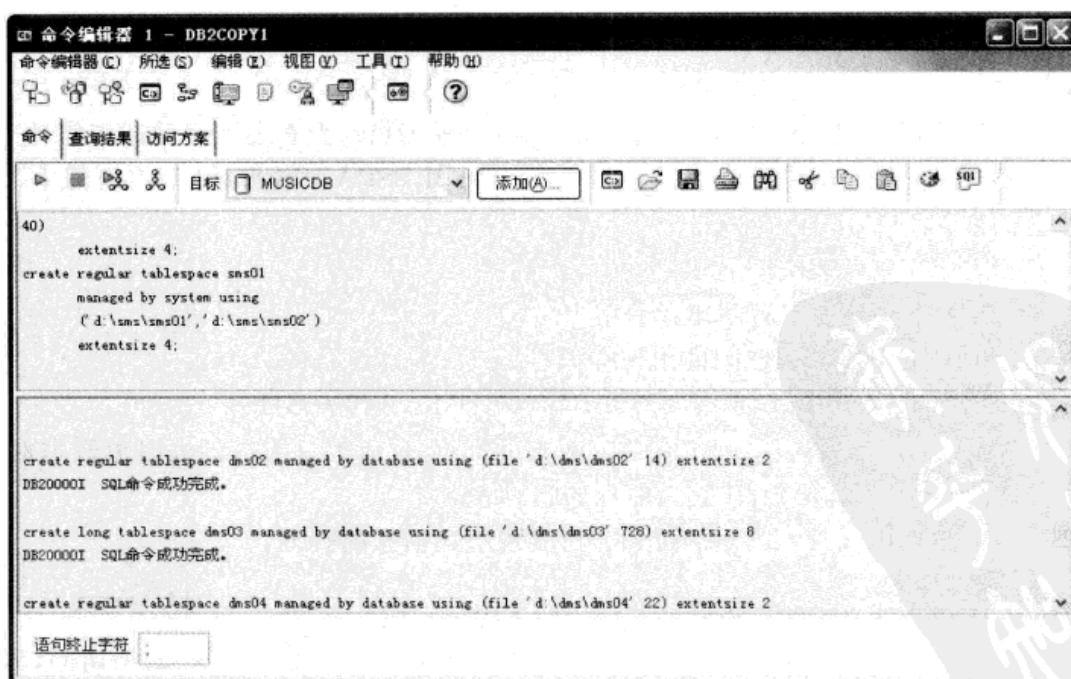 命令编辑器 1 - DB2COPY1
命令编辑器(C) 所选(S) 编辑(E) 视图(V) 工具(T) 帮助(H)
命令 查询结果 访问方案
目标 MUSICDB 添加(A)... SQL
40)
extentsize 4;
create regular tablespace sms01
managed by system using
('d:\sms\sms01','d:\sms\sms02')
extentsize 4;
create regular tablespace dms02 managed by database using (file 'd:\dms\dms02' 14) extentsize 2
DB20000I SQL命令成功完成。
create long tablespace dms03 managed by database using (file 'd:\dms\dms03' 728) extentsize 8
DB20000I SQL命令成功完成。
create regular tablespace dms04 managed by database using (file 'd:\dms\dms04' 22) extentsize 2
语句终止字符 ;